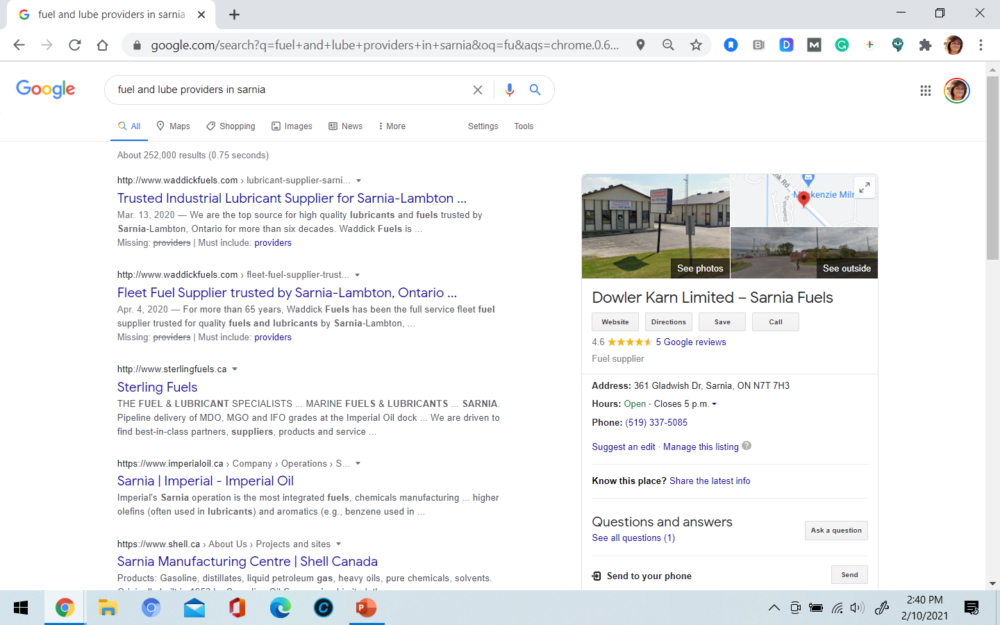 fuel and lube providers in sarnia
google.com/search?q=fuel+and+lube+providers+in+sarnia&oq=fu&aqs=chrome.0.6...
Google
fuel and lube providers in sarnia
All
Maps
Shopping
Images
News
More
Settings
Tools
About 252,000 results (0.75 seconds)
http://www.waddickfuels.com › lubricant-supplier-sarni...
Trusted Industrial Lubricant Supplier for Sarnia-Lambton ...
Mar. 13, 2020 — We are the top source for high quality lubricants and fuels trusted by
Sarnia-Lambton, Ontario for more than six decades. Waddick Fuels is ...
Missing: providers | Must include: providers
http://www.waddickfuels.com › fleet-fuel-supplier-trust...
Fleet Fuel Supplier trusted by Sarnia-Lambton, Ontario ...
Apr. 4, 2020 — For more than 65 years, Waddick Fuels has been the full service fleet fuel
supplier trusted for quality fuels and lubricants by Sarnia-Lambton, ...
Missing: providers | Must include: providers
http://www.sterlingfuels.ca
Sterling Fuels
THE FUEL & LUBRICANT SPECIALISTS ... MARINE FUELS & LUBRICANTS ... SARNIA.
Pipeline delivery of MDO, MGO and IFO grades at the Imperial Oil dock ... We are driven to
find best-in-class partners, suppliers, products and service ...
https://www.imperialoil.ca › Company › Operations › S...
Sarnia | Imperial - Imperial Oil
Imperial's Sarnia operation is the most integrated fuels, chemicals manufacturing ... higher
olefins (often used in lubricants) and aromatics (e.g., benzene used in ...
https://www.shell.ca › About Us › Projects and sites
Sarnia Manufacturing Centre | Shell Canada
Products: Gasoline, distillates, liquid petroleum gas, heavy oils, pure chemicals, solvents.
See photos
Gladwish Dr
See outside
Dowler Karn Limited – Sarnia Fuels
Website
Directions
Save
Call
4.6
5 Google reviews
Fuel supplier
Address: 361 Gladwish Dr, Sarnia, ON N7T 7H3
Hours: Open · Closes 5 p.m.
Phone: (519) 337-5085
Suggest an edit · Manage this listing
Know this place? Share the latest info
Questions and answers
See all questions (1)
Ask a question
Send to your phone
Send
2:40 PM
2/10/2021